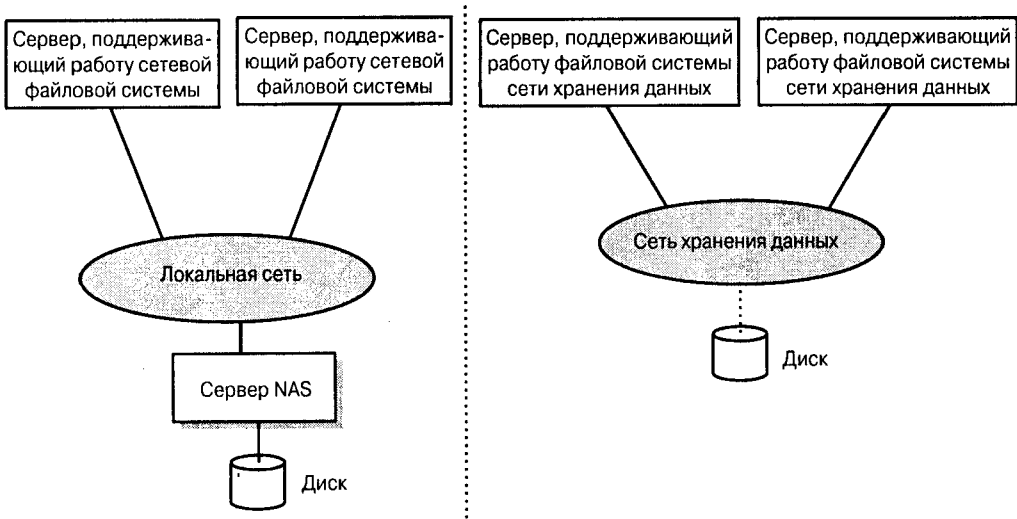 Сервер, поддержива-
ющий работу сетевой
файловой системы
Сервер, поддержива-
ющий работу сетевой
файловой системы
Локальная сеть
Сервер NAS
Диск
Сервер, поддерживающий
работу файловой системы
сети хранения данных
Сервер, поддерживающий
работу файловой системы
сети хранения данных
Сеть хранения данных
Диск